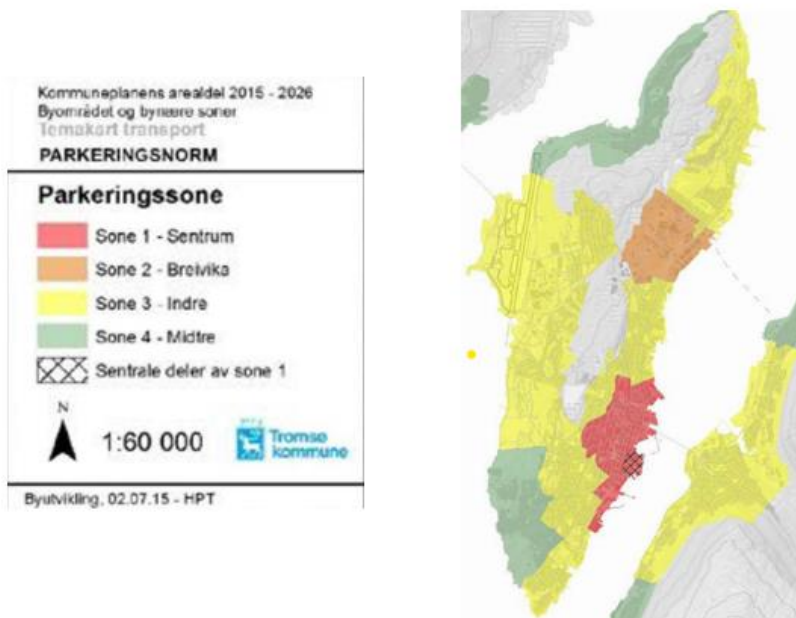 Kommuneplanens arealdel 2015 - 2026
Byområdet og bynære soner
Temakart transport
PARKERINGSNORM
Parkeringssone
Sone 1 - Sentrum
Sone 2 - Breivika
Sone 3 - Indre
Sone 4 - Midtre
Sentrale deler av sone 1
N
1:60 000
Tromsø
kommune
Byutvikling, 02.07.15 - HPT